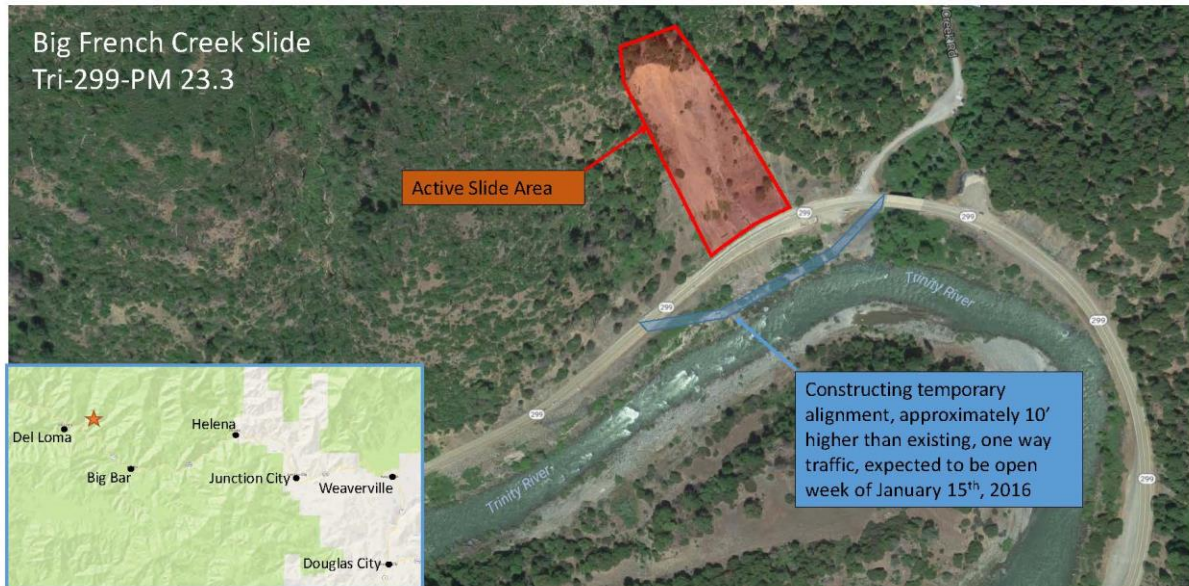 Big French Creek Slide
Tri-299-PM 23.3
Active Slide Area
299
299
299
299
299
Trinity River
Trinity River
Constructing temporary
alignment, approximately 10’
higher than existing, one way
traffic, expected to be open
week of January 15th, 2016
Del Loma
Big Bar
Helena
Junction City
Weaverville
Douglas City